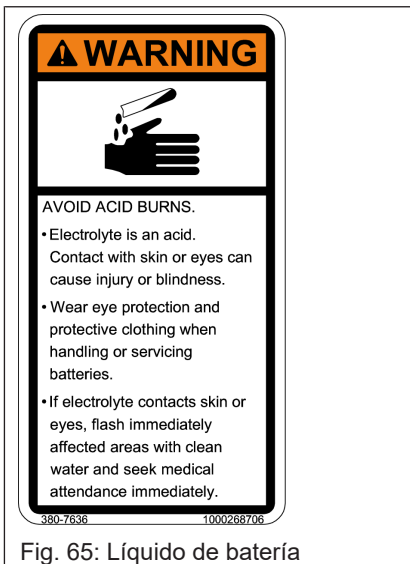 WARNING
AVOID ACID BURNS.
• Electrolyte is an acid.
Contact with skin or eyes can
cause injury or blindness.
• Wear eye protection and
protective clothing when
handling or servicing
batteries.
• If electrolyte contacts skin or
eyes, flash immediately
affected areas with clean
water and seek medical
attendance immediately.
380-7636 1000268706
Fig. 65: Líquido de batería